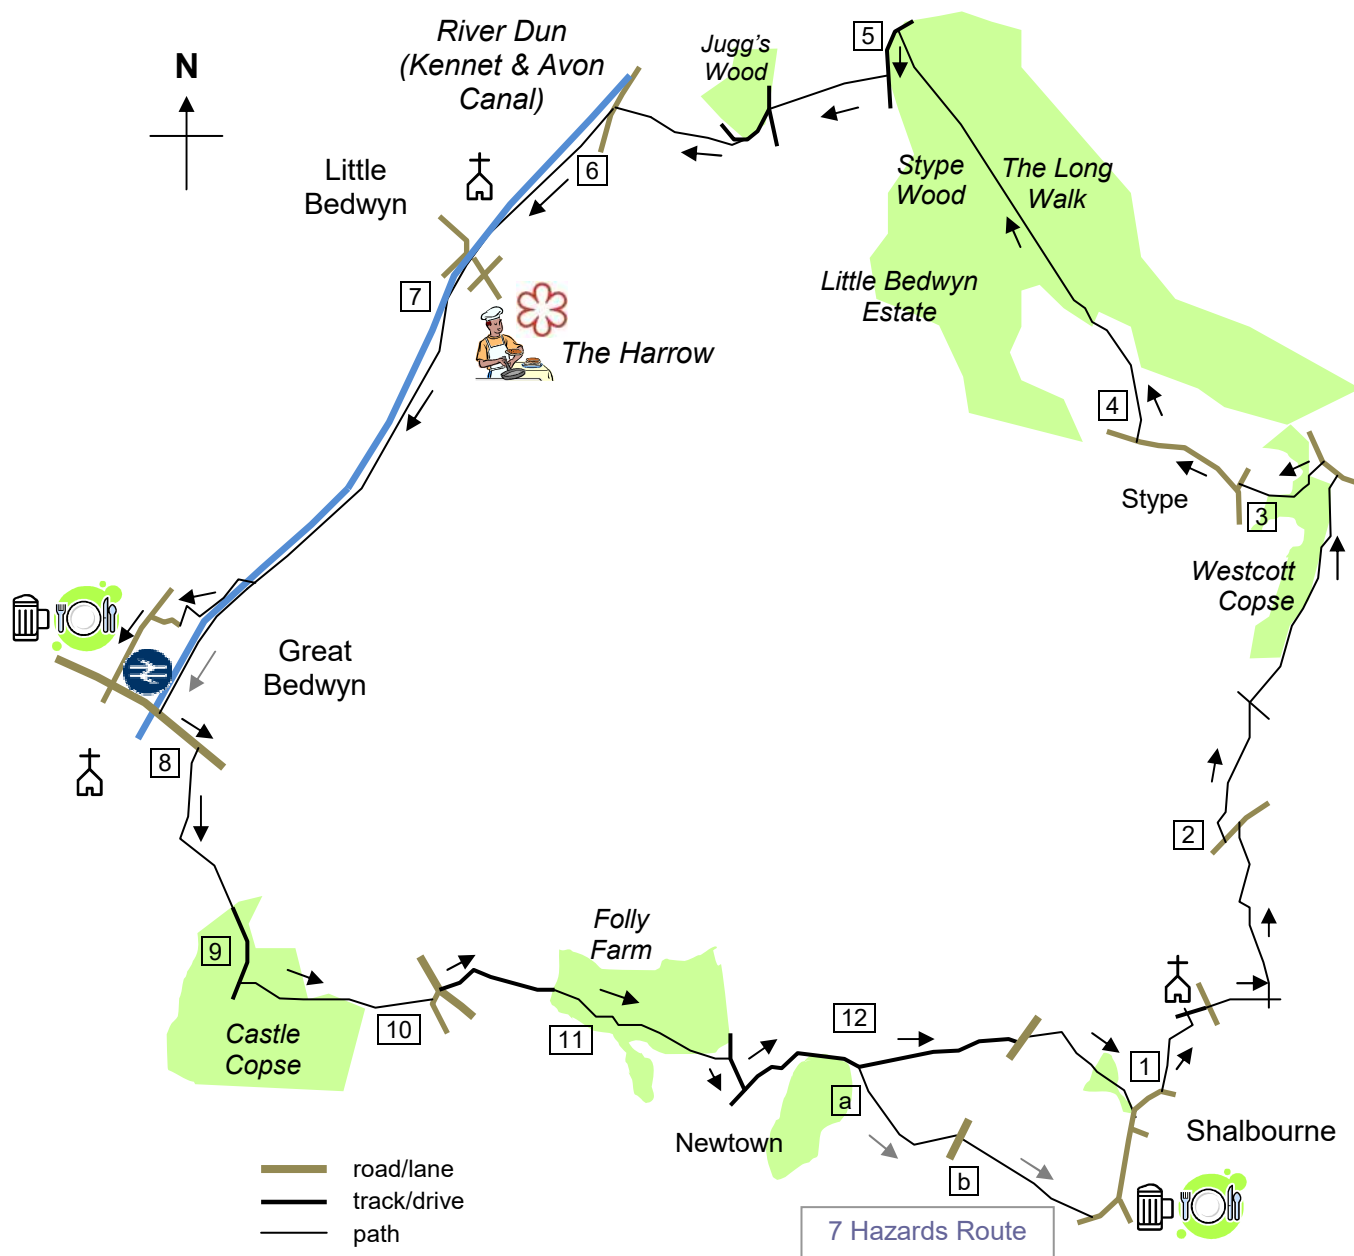 River Dun
(Kennet & Avon
Canal)
Jugg's
Wood
5
N
6
Little
Bedwyn
Stype
Wood
The Long
Walk
7
Little Bedwyn
Estate
The Harrow
4
Stype
3
Westcott
Copse
Great
Bedwyn
8
2
Folly
Farm
9
10
11
12
Castle
Copse
1
a
Newtown
Shalbourne
b
road/lane
track/drive
path
7 Hazards Route